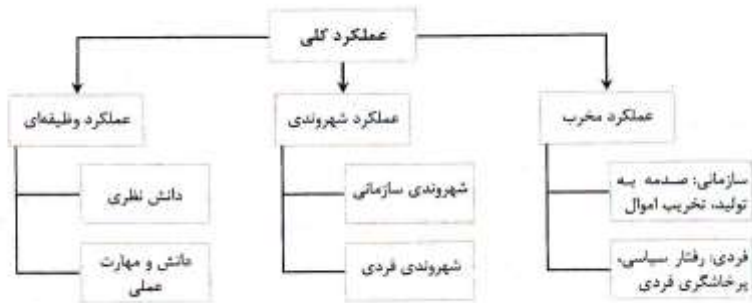 عملکرد کلی
عملکرد مخرب
عملکرد شهروندی
عملکرد وظیفه‌ای
سازمانی: صدمه به
تولید، تخریب اموال
فردی: رفتار سیاسی،
پرخاشگری فردی
شهروندی سازمانی
شهروندی فردی
دانش نظری
دانش و مهارت
عملی